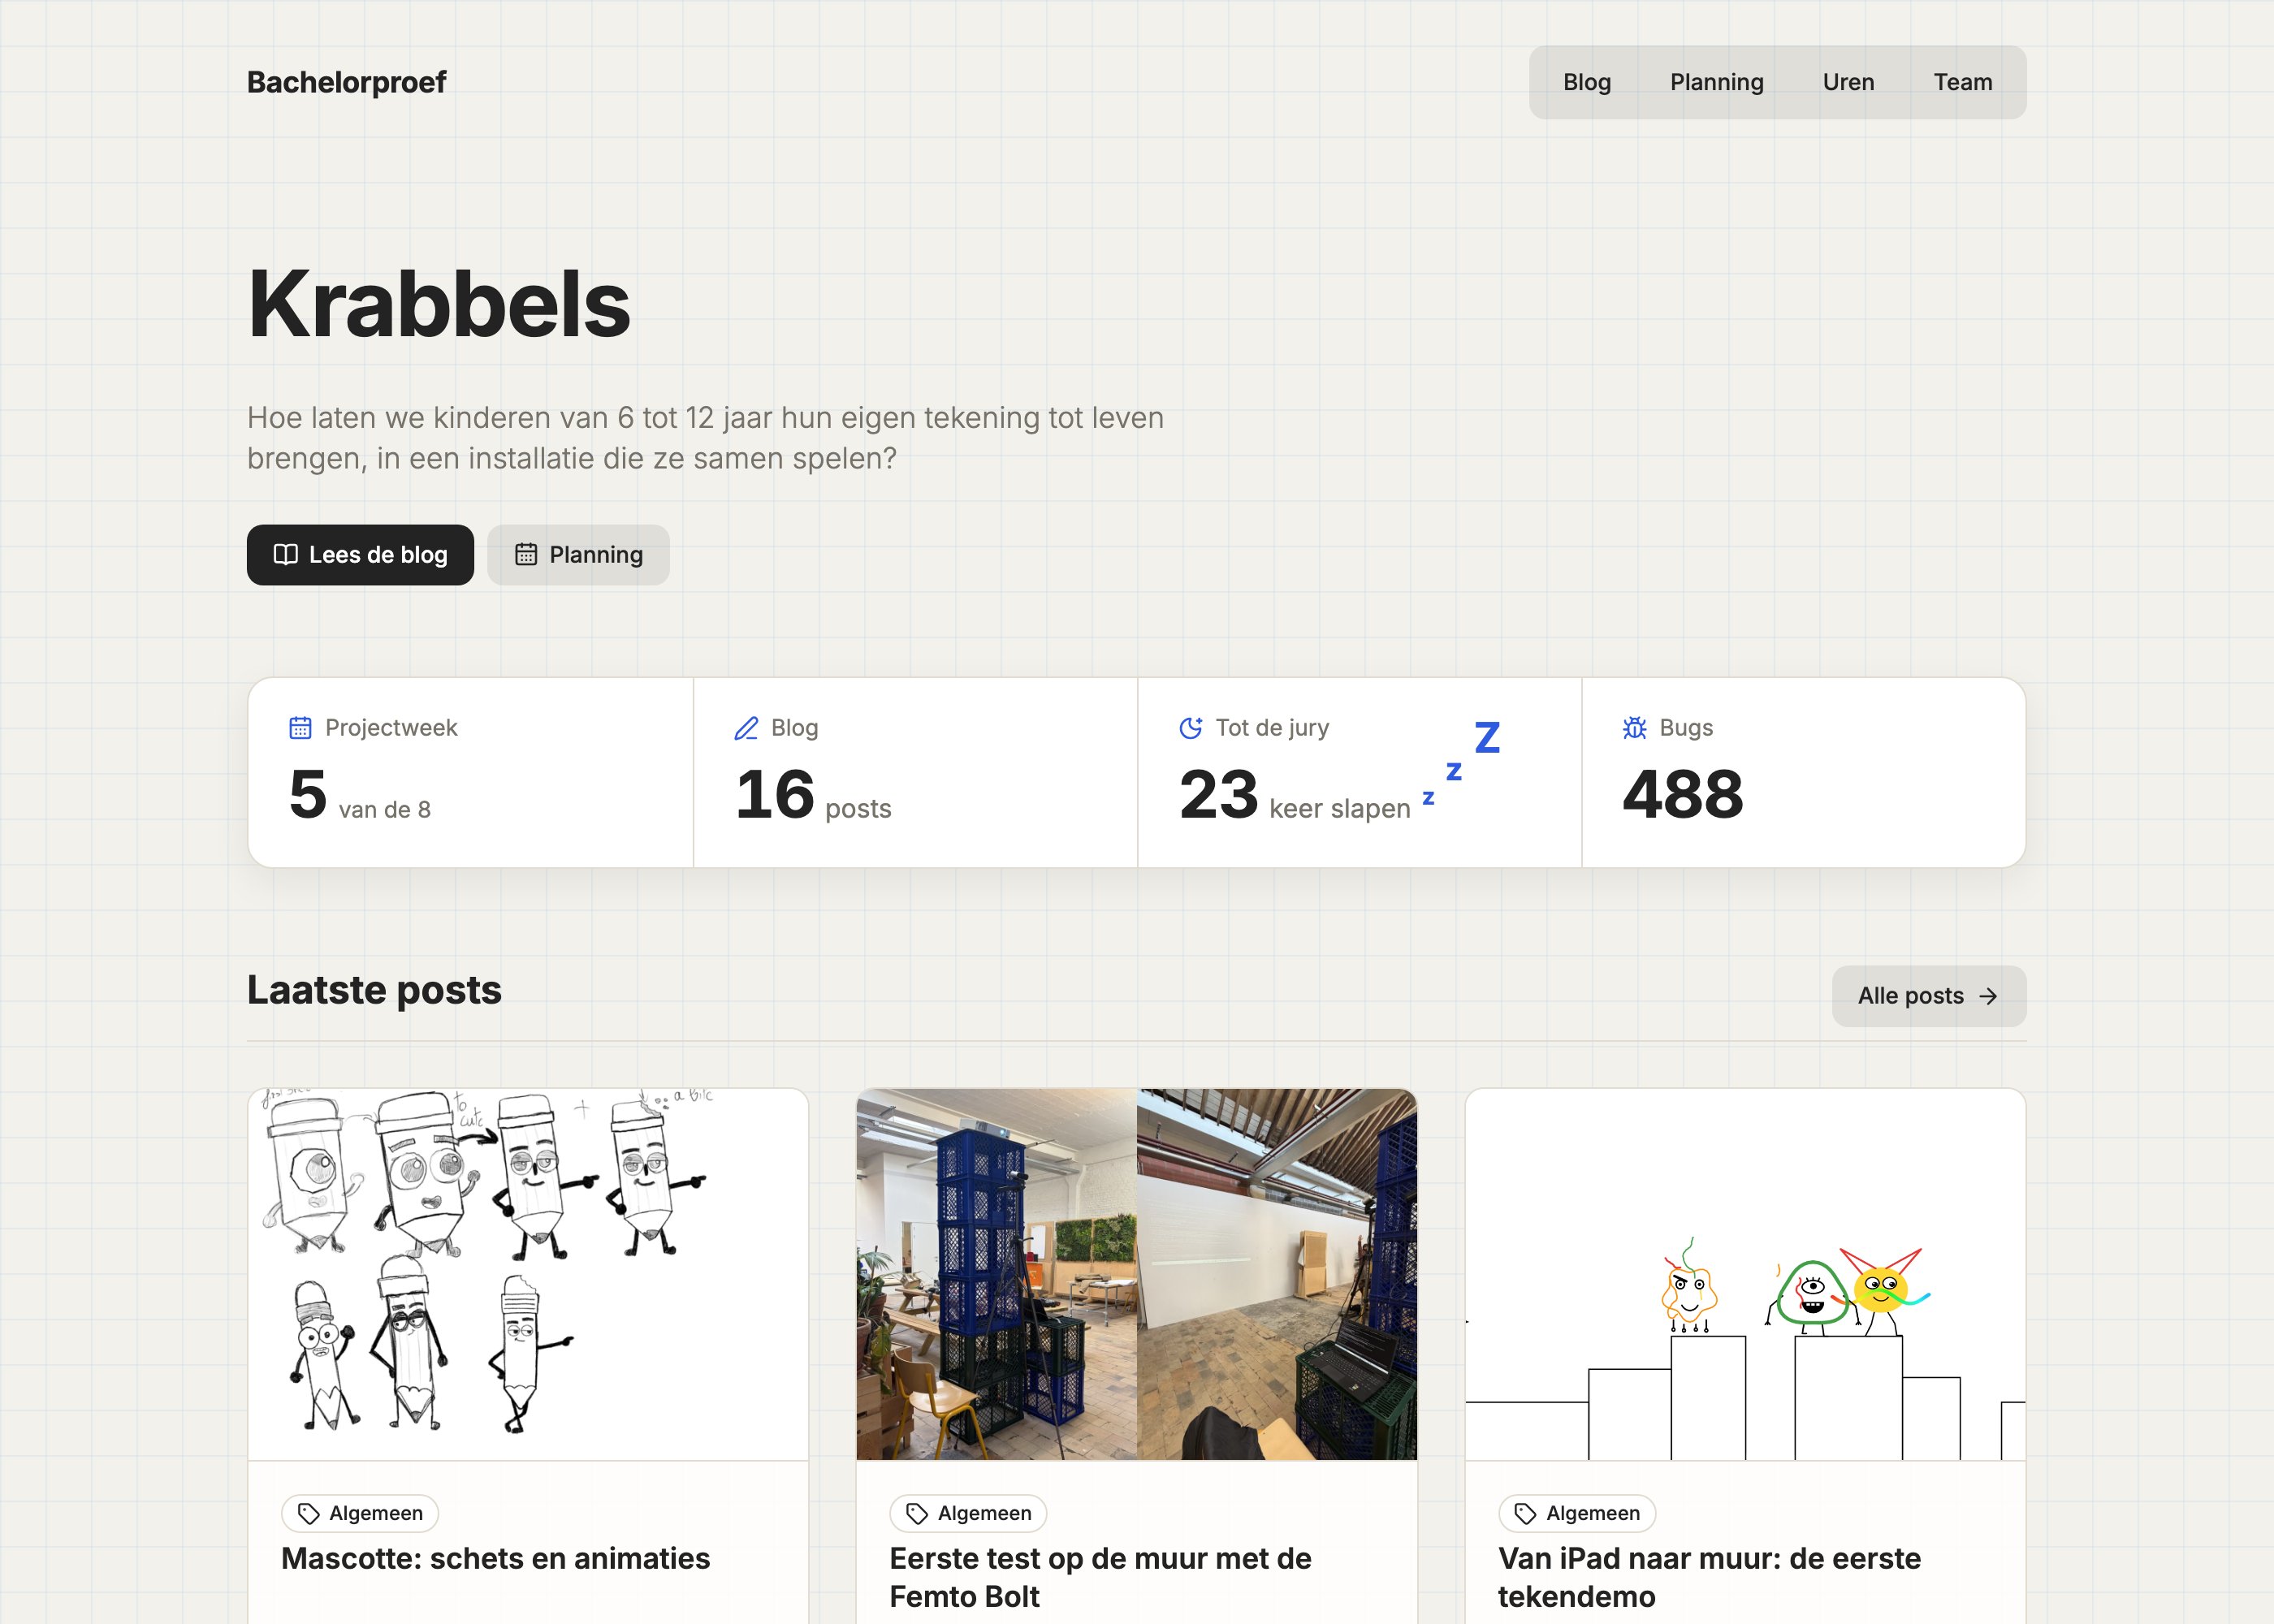 Bachelorproef
Blog
Planning
Uren
Team
Krabbels
Hoe laten we kinderen van 6 tot 12 jaar hun eigen tekening tot leven
brengen, in een installatie die ze samen spelen?
Lees de blog
Planning
Projectweek
5 van de 8
Blog
16 posts
Tot de jury
23 keer slapen z z Z
Bugs
488
Laatste posts
Alle posts
to
cute
+
a bite
Algemeen
Mascotte: schets en animaties
Algemeen
Eerste test op de muur met de
Femto Bolt
Algemeen
Van iPad naar muur: de eerste
tekendemo